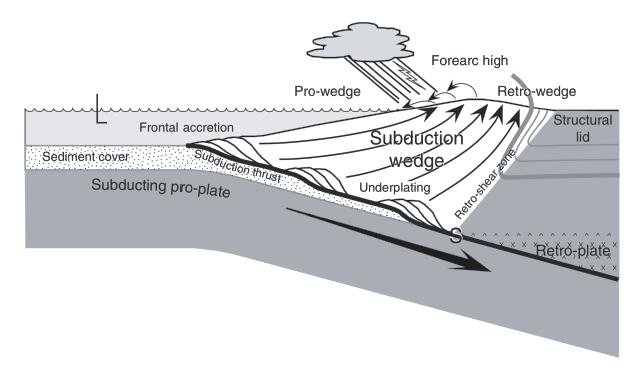 Forearc high
Pro-wedge
Retro-wedge
Structural
lid
Frontal accretion
Subduction
wedge
Sediment cover
Subduction thrust
Retro-shear zone
Underplating
Subducting pro-plate
S
Retro-plate